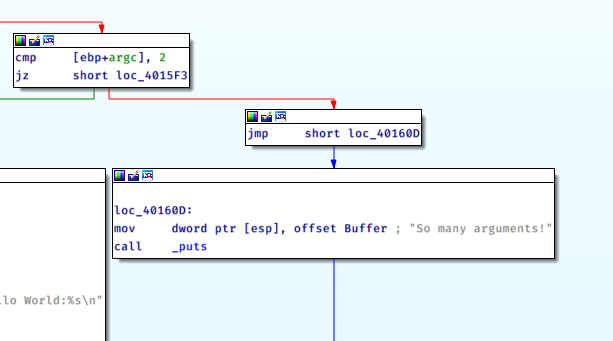 cmp     [ebp+argc], 2
jz      short loc_4015F3
jmp     short loc_40160D
loc_40160D:
mov     dword ptr [esp], offset Buffer ; "So many arguments!"
call    _puts
World:%s\n"